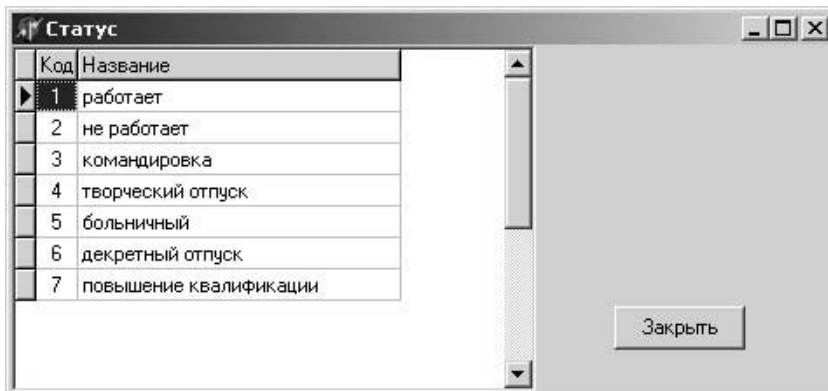 Статус
Код Название
1 работает
2 не работает
3 командировка
4 творческий отпуск
5 больничный
6 декретный отпуск
7 повышение квалификации
Закрыть